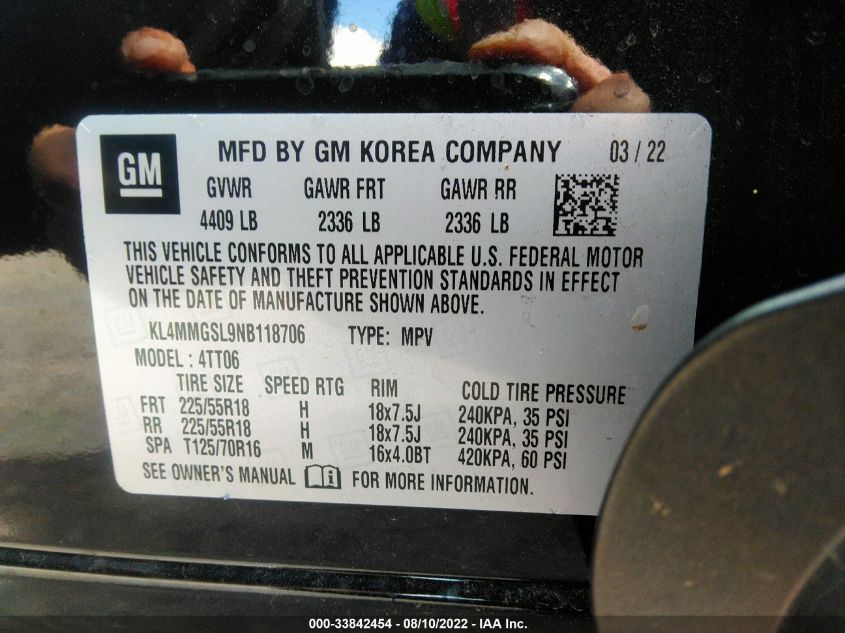 GM MFD BY GM KOREA COMPANY 03 / 22
GVWR GAWR FRT GAWR RR
4409 LB 2336 LB 2336 LB
THIS VEHICLE CONFORMS TO ALL APPLICABLE U.S. FEDERAL MOTOR
VEHICLE SAFETY AND THEFT PREVENTION STANDARDS IN EFFECT
ON THE DATE OF MANUFACTURE SHOWN ABOVE.
KL4MMGSL9NB118706 TYPE: MPV
MODEL : 4TT06
TIRE SIZE SPEED RTG RIM COLD TIRE PRESSURE
FRT 225/55R18 H 18x7.5J 240KPA, 35 PSI
RR 225/55R18 H 18x7.5J 240KPA, 35 PSI
SPA T125/70R16 M 16x4.0BT 420KPA, 60 PSI
SEE OWNER'S MANUAL FOR MORE INFORMATION.
000-33842454 - 08/10/2022 - IAA Inc.